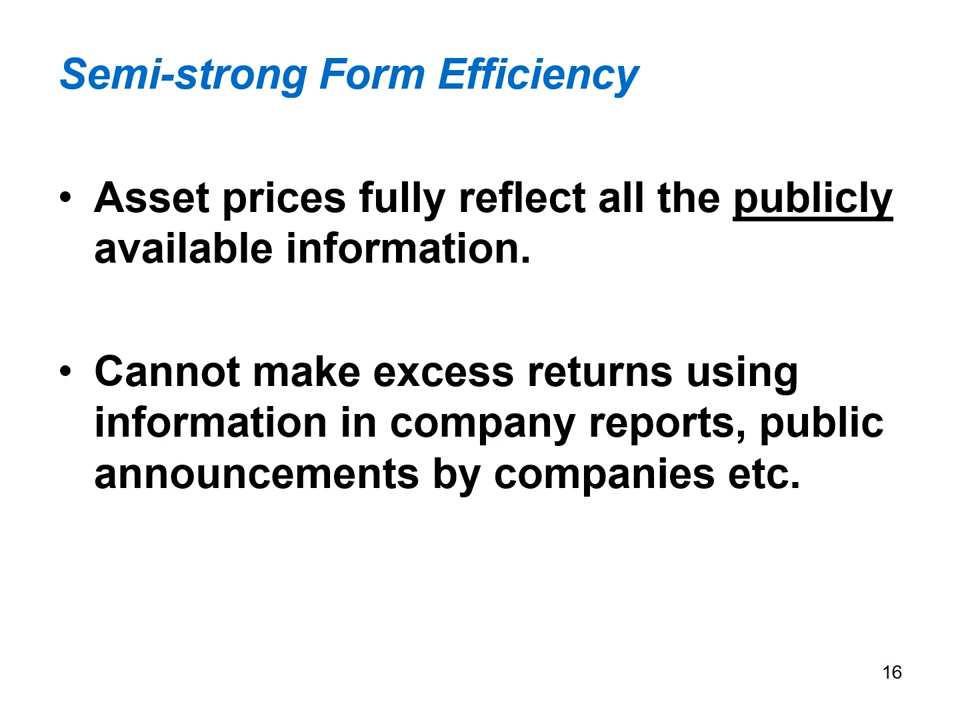 Semi-strong Form Efficiency
• Asset prices fully reflect all the publicly
available information.
• Cannot make excess returns using
information in company reports, public
announcements by companies etc.
16